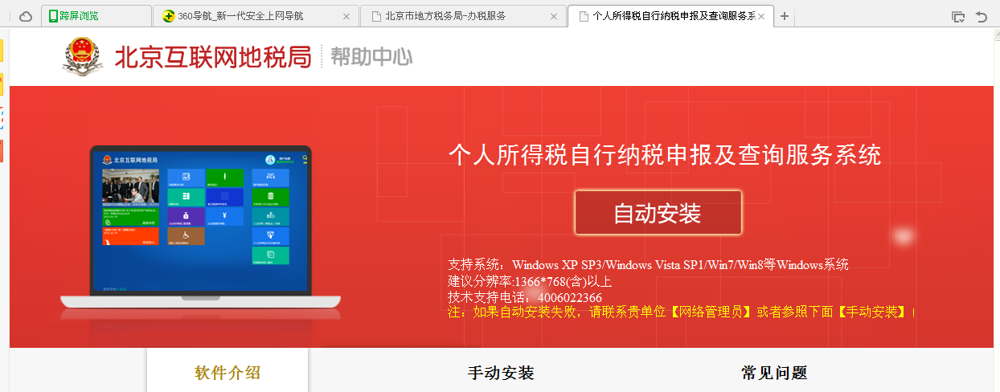 跨屏浏览
360导航_新一代安全上网导航
北京市地方税务局-办税服务
个人所得税自行纳税申报及查询服务系
北京互联网地税局
帮助中心
北京互联网地税局
个人所得税自行纳税申报及查询服务系统
自动安装
支持系统：Windows XP SP3/Windows Vista SP1/Win7/Win8等Windows系统
建议分辨率:1366*768(含)以上
技术支持电话：4006022366
注：如果自动安装失败，请联系贵单位【网络管理员】或者参照下面【手动安装】！
软件介绍
手动安装
常见问题